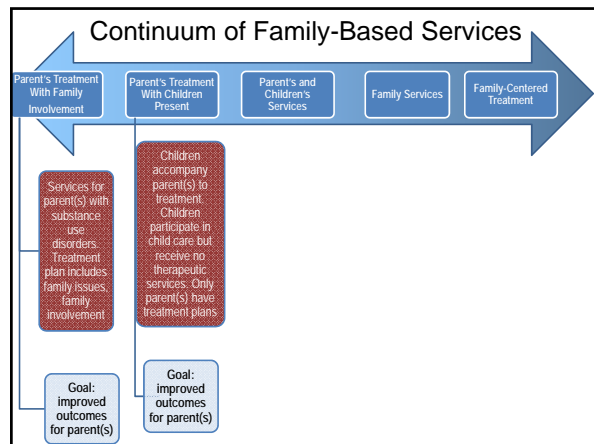 Continuum of Family-Based Services
Parent's Treatment
With Family
Involvement
Parent's Treatment
With Children
Present
Parent's and
Children's
Services
Family Services
Family-Centered
Treatment
Services for
parent(s) with
substance
use
disorders.
Treatment
plan includes
family issues,
family
involvement
Children
accompany
parent(s) to
treatment.
Children
participate in
child care but
receive no
therapeutic
services. Only
parent(s) have
treatment plans
Goal:
improved
outcomes
for parent(s)
Goal:
improved
outcomes
for parent(s)